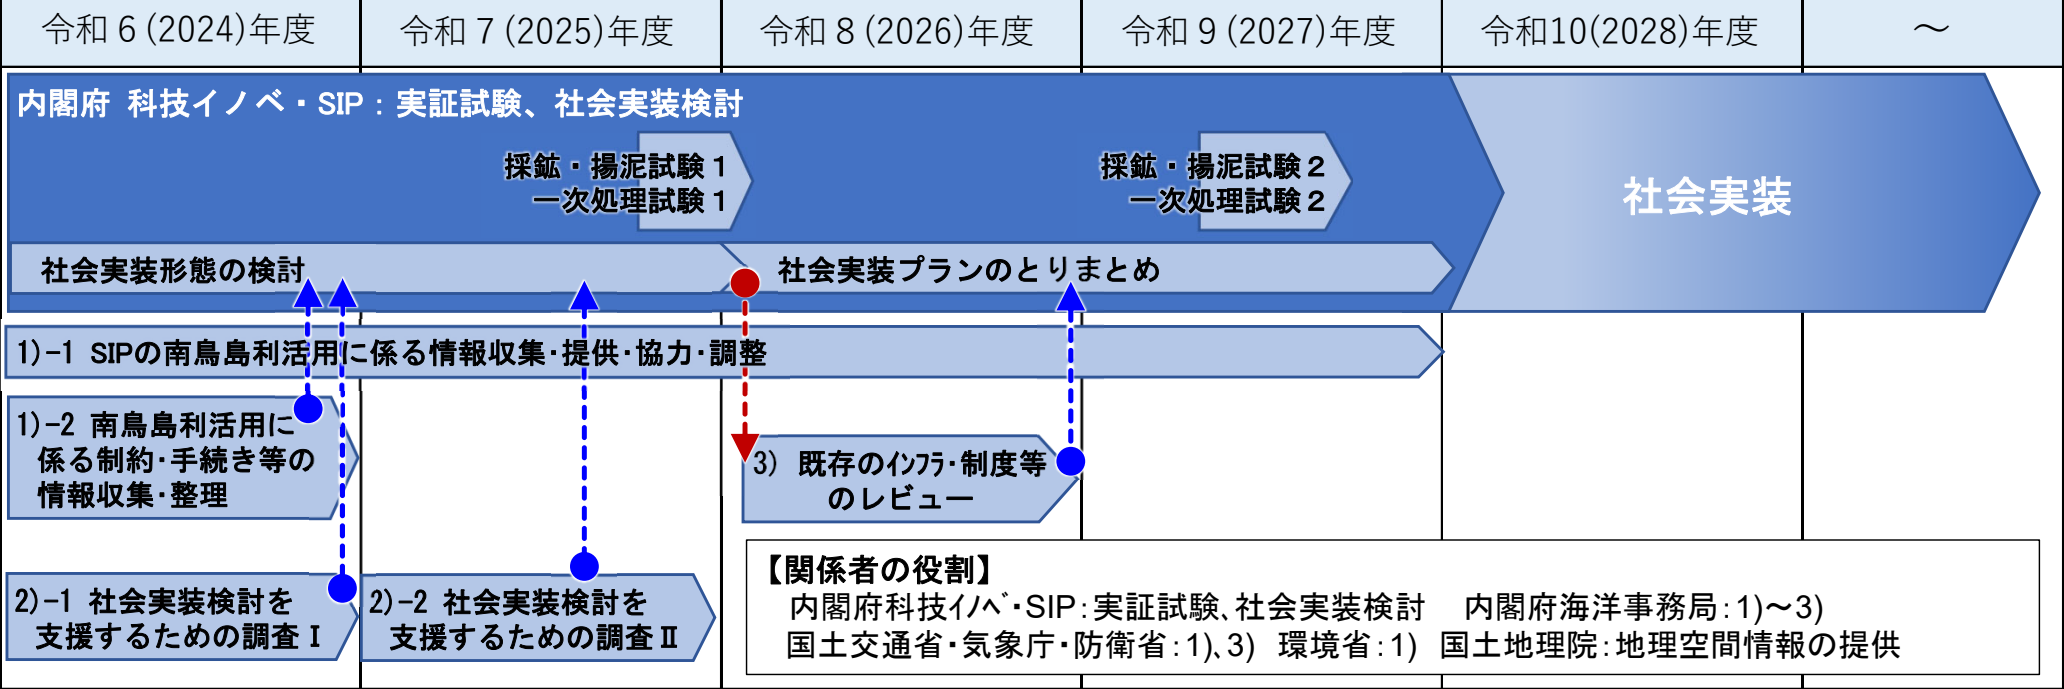 令和６(2024)年度
令和７(2025)年度
令和８(2026)年度
令和９(2027)年度
令和10(2028)年度
～
内閣府 科技イノベ・SIP：実証試験、社会実装検討
採鉱・揚泥試験１
一次処理試験１
採鉱・揚泥試験２
一次処理試験２
社会実装
社会実装形態の検討
社会実装プランのとりまとめ
1)-1 SIPの南鳥島利活用に係る情報収集・提供・協力・調整
1)-2 南鳥島利活用に
係る制約・手続き等の
情報収集・整理
3) 既存のｲﾝﾌﾗ・制度等
のレビュー
2)-1 社会実装検討を
支援するための調査Ⅰ
2)-2 社会実装検討を
支援するための調査Ⅱ
【関係者の役割】
内閣府科技ｲﾉﾍﾞ・SIP：実証試験、社会実装検討　内閣府海洋事務局：1)～3)
国土交通省・気象庁・防衛省：1)、3)　環境省：1)　国土地理院：地理空間情報の提供